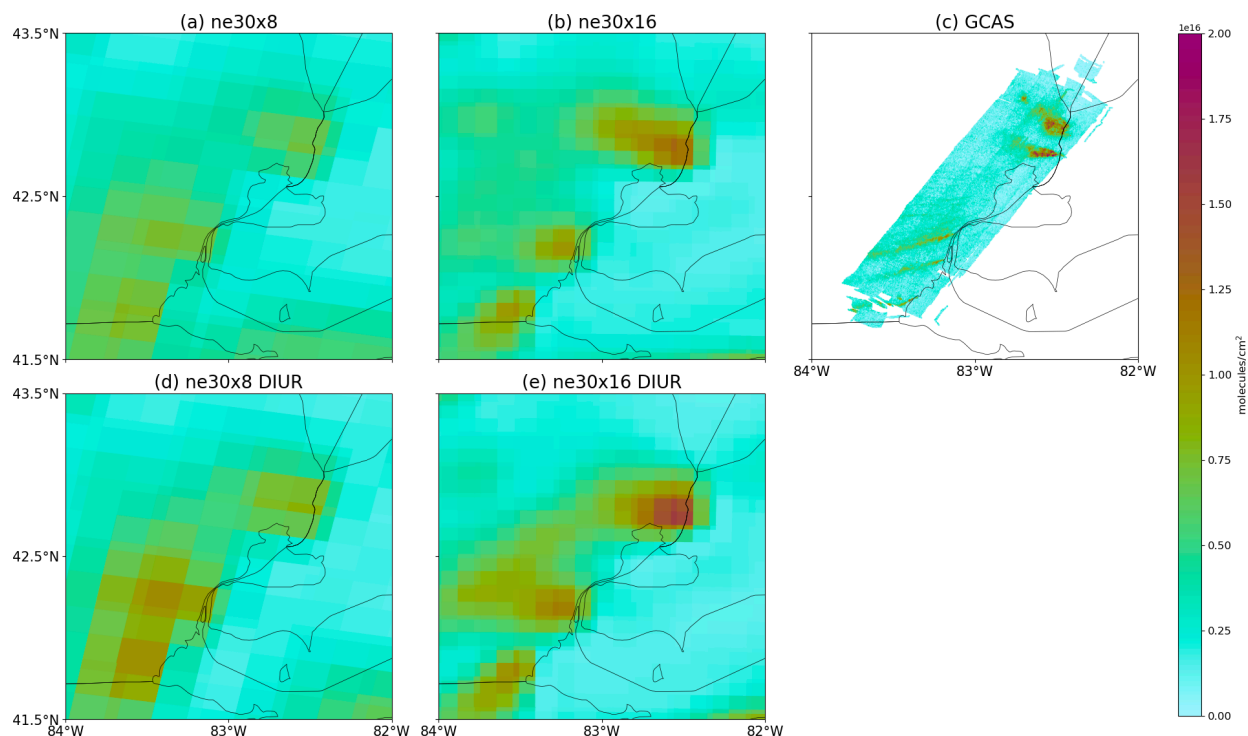 (a) ne30x8
(b) ne30x16
(c) GCAS
1e16
43.5°N
2.00
1.75
42.5°N
1.50
1.25
41.5°N
84°W
83°W
82°W
1.00
molecules/cm²
(d) ne30x8 DIUR
(e) ne30x16 DIUR
43.5°N
0.75
42.5°N
0.50
0.25
41.5°N
0.00
84°W
83°W
82°W
84°W
83°W
82°W